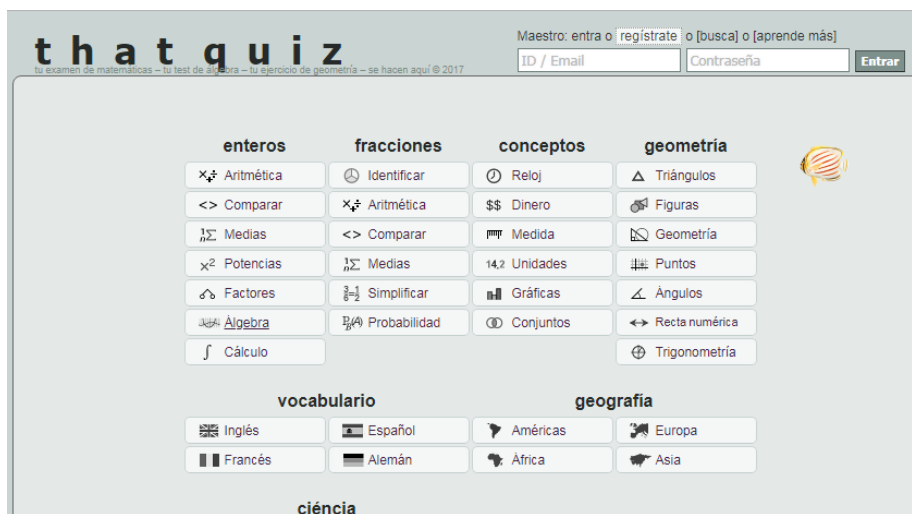 Maestro: entra o regístrate o [busca] o [aprende más]
thatquiz
ID / Email Contraseña Entrar
tu examen de matemáticas – tu test de álgebra – tu ejercicio de geometría – se hacen aquí © 2017
enteros fracciones conceptos geometría
Aritmética Identificar Reloj Triángulos
<> Comparar Aritmética $$ Dinero Figuras
Medias <> Comparar Medida Geometría
x² Potencias Medias 14,2 Unidades Puntos
Factores Simplificar Gráficas Ángulos
Álgebra Probabilidad Conjuntos Recta numérica
∫ Cálculo Trigonometría
vocabulario geografía
Inglés Español Américas Europa
Francés Alemán África Asia
ciéncia